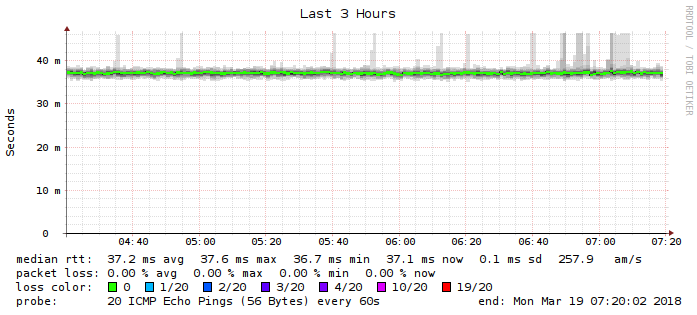 Last 3 Hours
RRDTOOL / TOBI OETIKER
Seconds
40 m
30 m
20 m
10 m
0
04:40 05:00 05:20 05:40 06:00 06:20 06:40 07:00 07:20
median rtt: 37.2 ms avg 37.6 ms max 36.7 ms min 37.1 ms now 0.1 ms sd 257.9 am/s
packet loss: 0.00 % avg 0.00 % max 0.00 % min 0.00 % now
loss color: 0 1/20 2/20 3/20 4/20 10/20 19/20
probe: 20 ICMP Echo Pings (56 Bytes) every 60s end: Mon Mar 19 07:20:02 2018